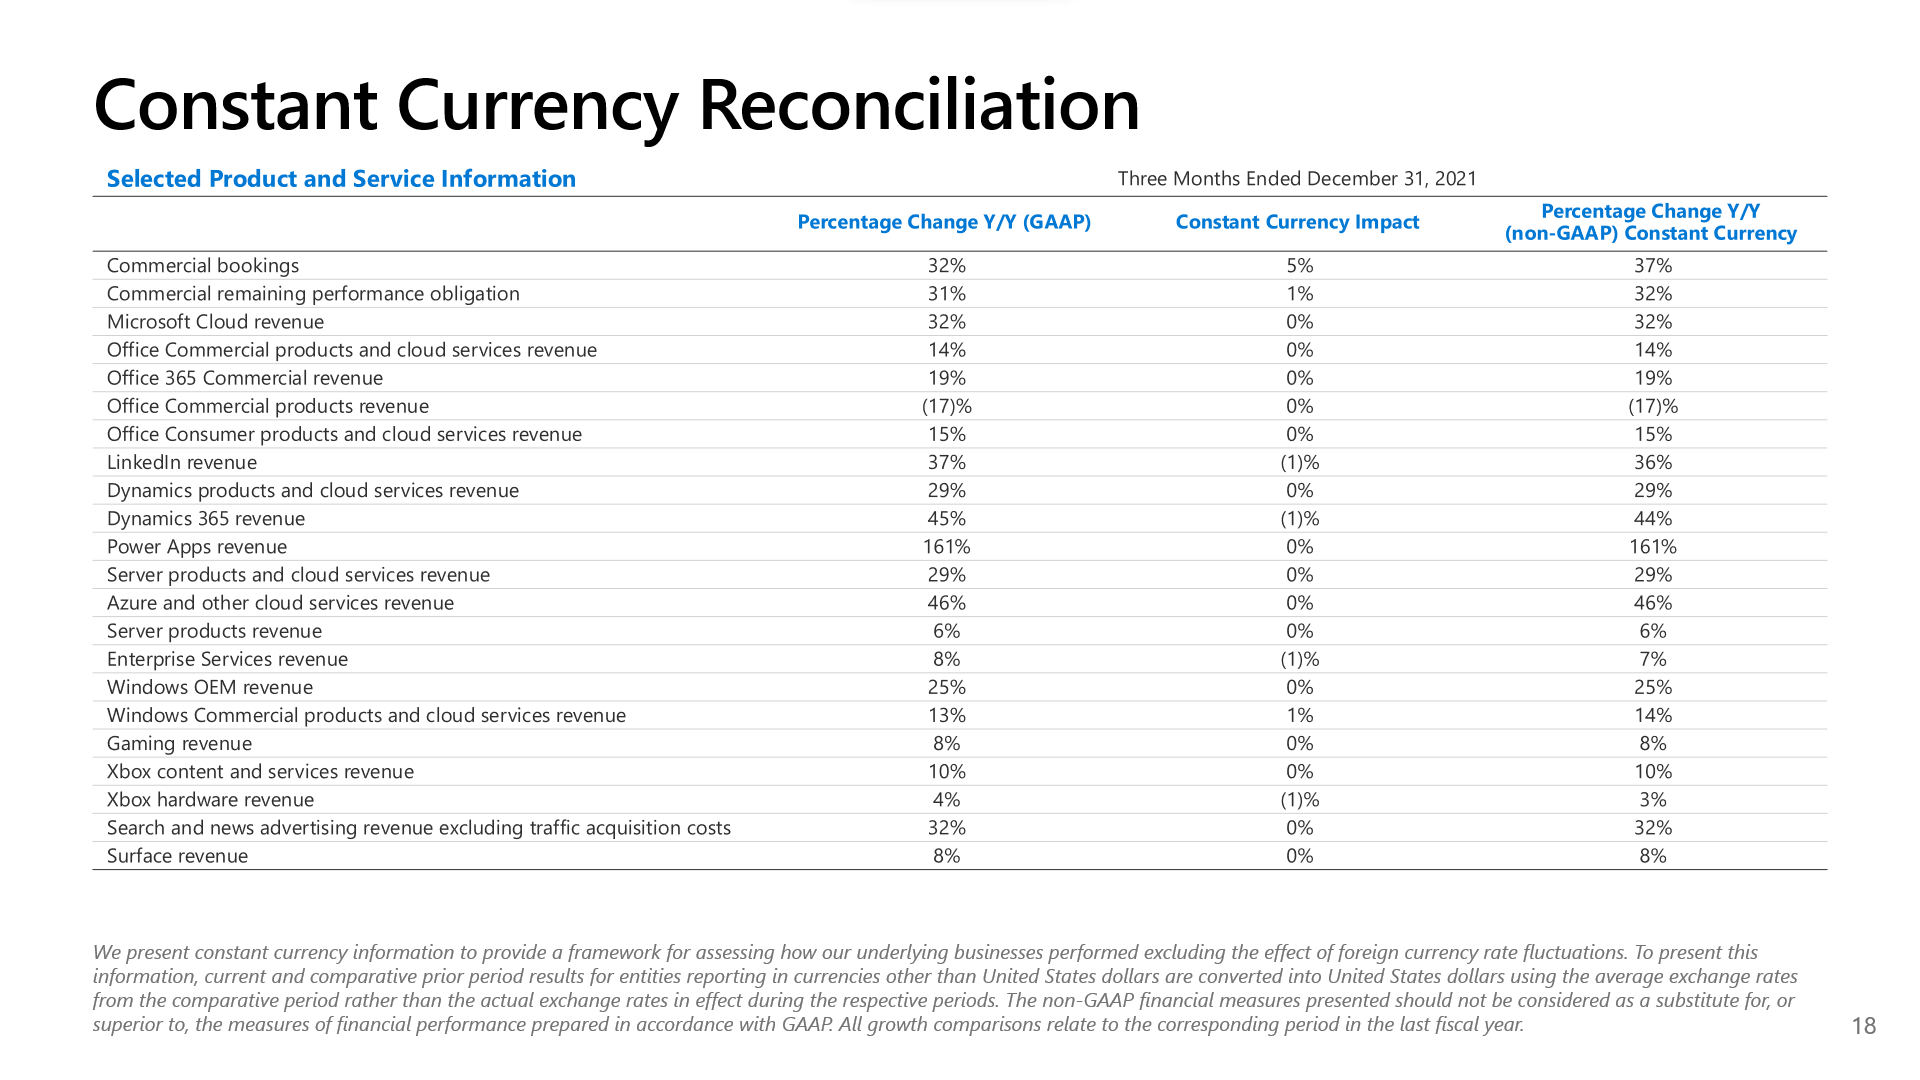 Constant Currency Reconciliation
Selected Product and Service Information Three Months Ended December 31, 2021
Percentage Change Y/Y (GAAP) Constant Currency Impact Percentage Change Y/Y
(non-GAAP) Constant Currency
Commercial bookings 32% 5% 37%
Commercial remaining performance obligation 31% 1% 32%
Microsoft Cloud revenue 32% 0% 32%
Office Commercial products and cloud services revenue 14% 0% 14%
Office 365 Commercial revenue 19% 0% 19%
Office Commercial products revenue (17)% 0% (17)%
Office Consumer products and cloud services revenue 15% 0% 15%
LinkedIn revenue 37% (1)% 36%
Dynamics products and cloud services revenue 29% 0% 29%
Dynamics 365 revenue 45% (1)% 44%
Power Apps revenue 161% 0% 161%
Server products and cloud services revenue 29% 0% 29%
Azure and other cloud services revenue 46% 0% 46%
Server products revenue 6% 0% 6%
Enterprise Services revenue 8% (1)% 7%
Windows OEM revenue 25% 0% 25%
Windows Commercial products and cloud services revenue 13% 1% 14%
Gaming revenue 8% 0% 8%
Xbox content and services revenue 10% 0% 10%
Xbox hardware revenue 4% (1)% 3%
Search and news advertising revenue excluding traffic acquisition costs 32% 0% 32%
Surface revenue 8% 0% 8%
We present constant currency information to provide a framework for assessing how our underlying businesses performed excluding the effect of foreign currency rate fluctuations. To present this
information, current and comparative prior period results for entities reporting in currencies other than United States dollars are converted into United States dollars using the average exchange rates
from the comparative period rather than the actual exchange rates in effect during the respective periods. The non-GAAP financial measures presented should not be considered as a substitute for, or
superior to, the measures of financial performance prepared in accordance with GAAP. All growth comparisons relate to the corresponding period in the last fiscal year.
18